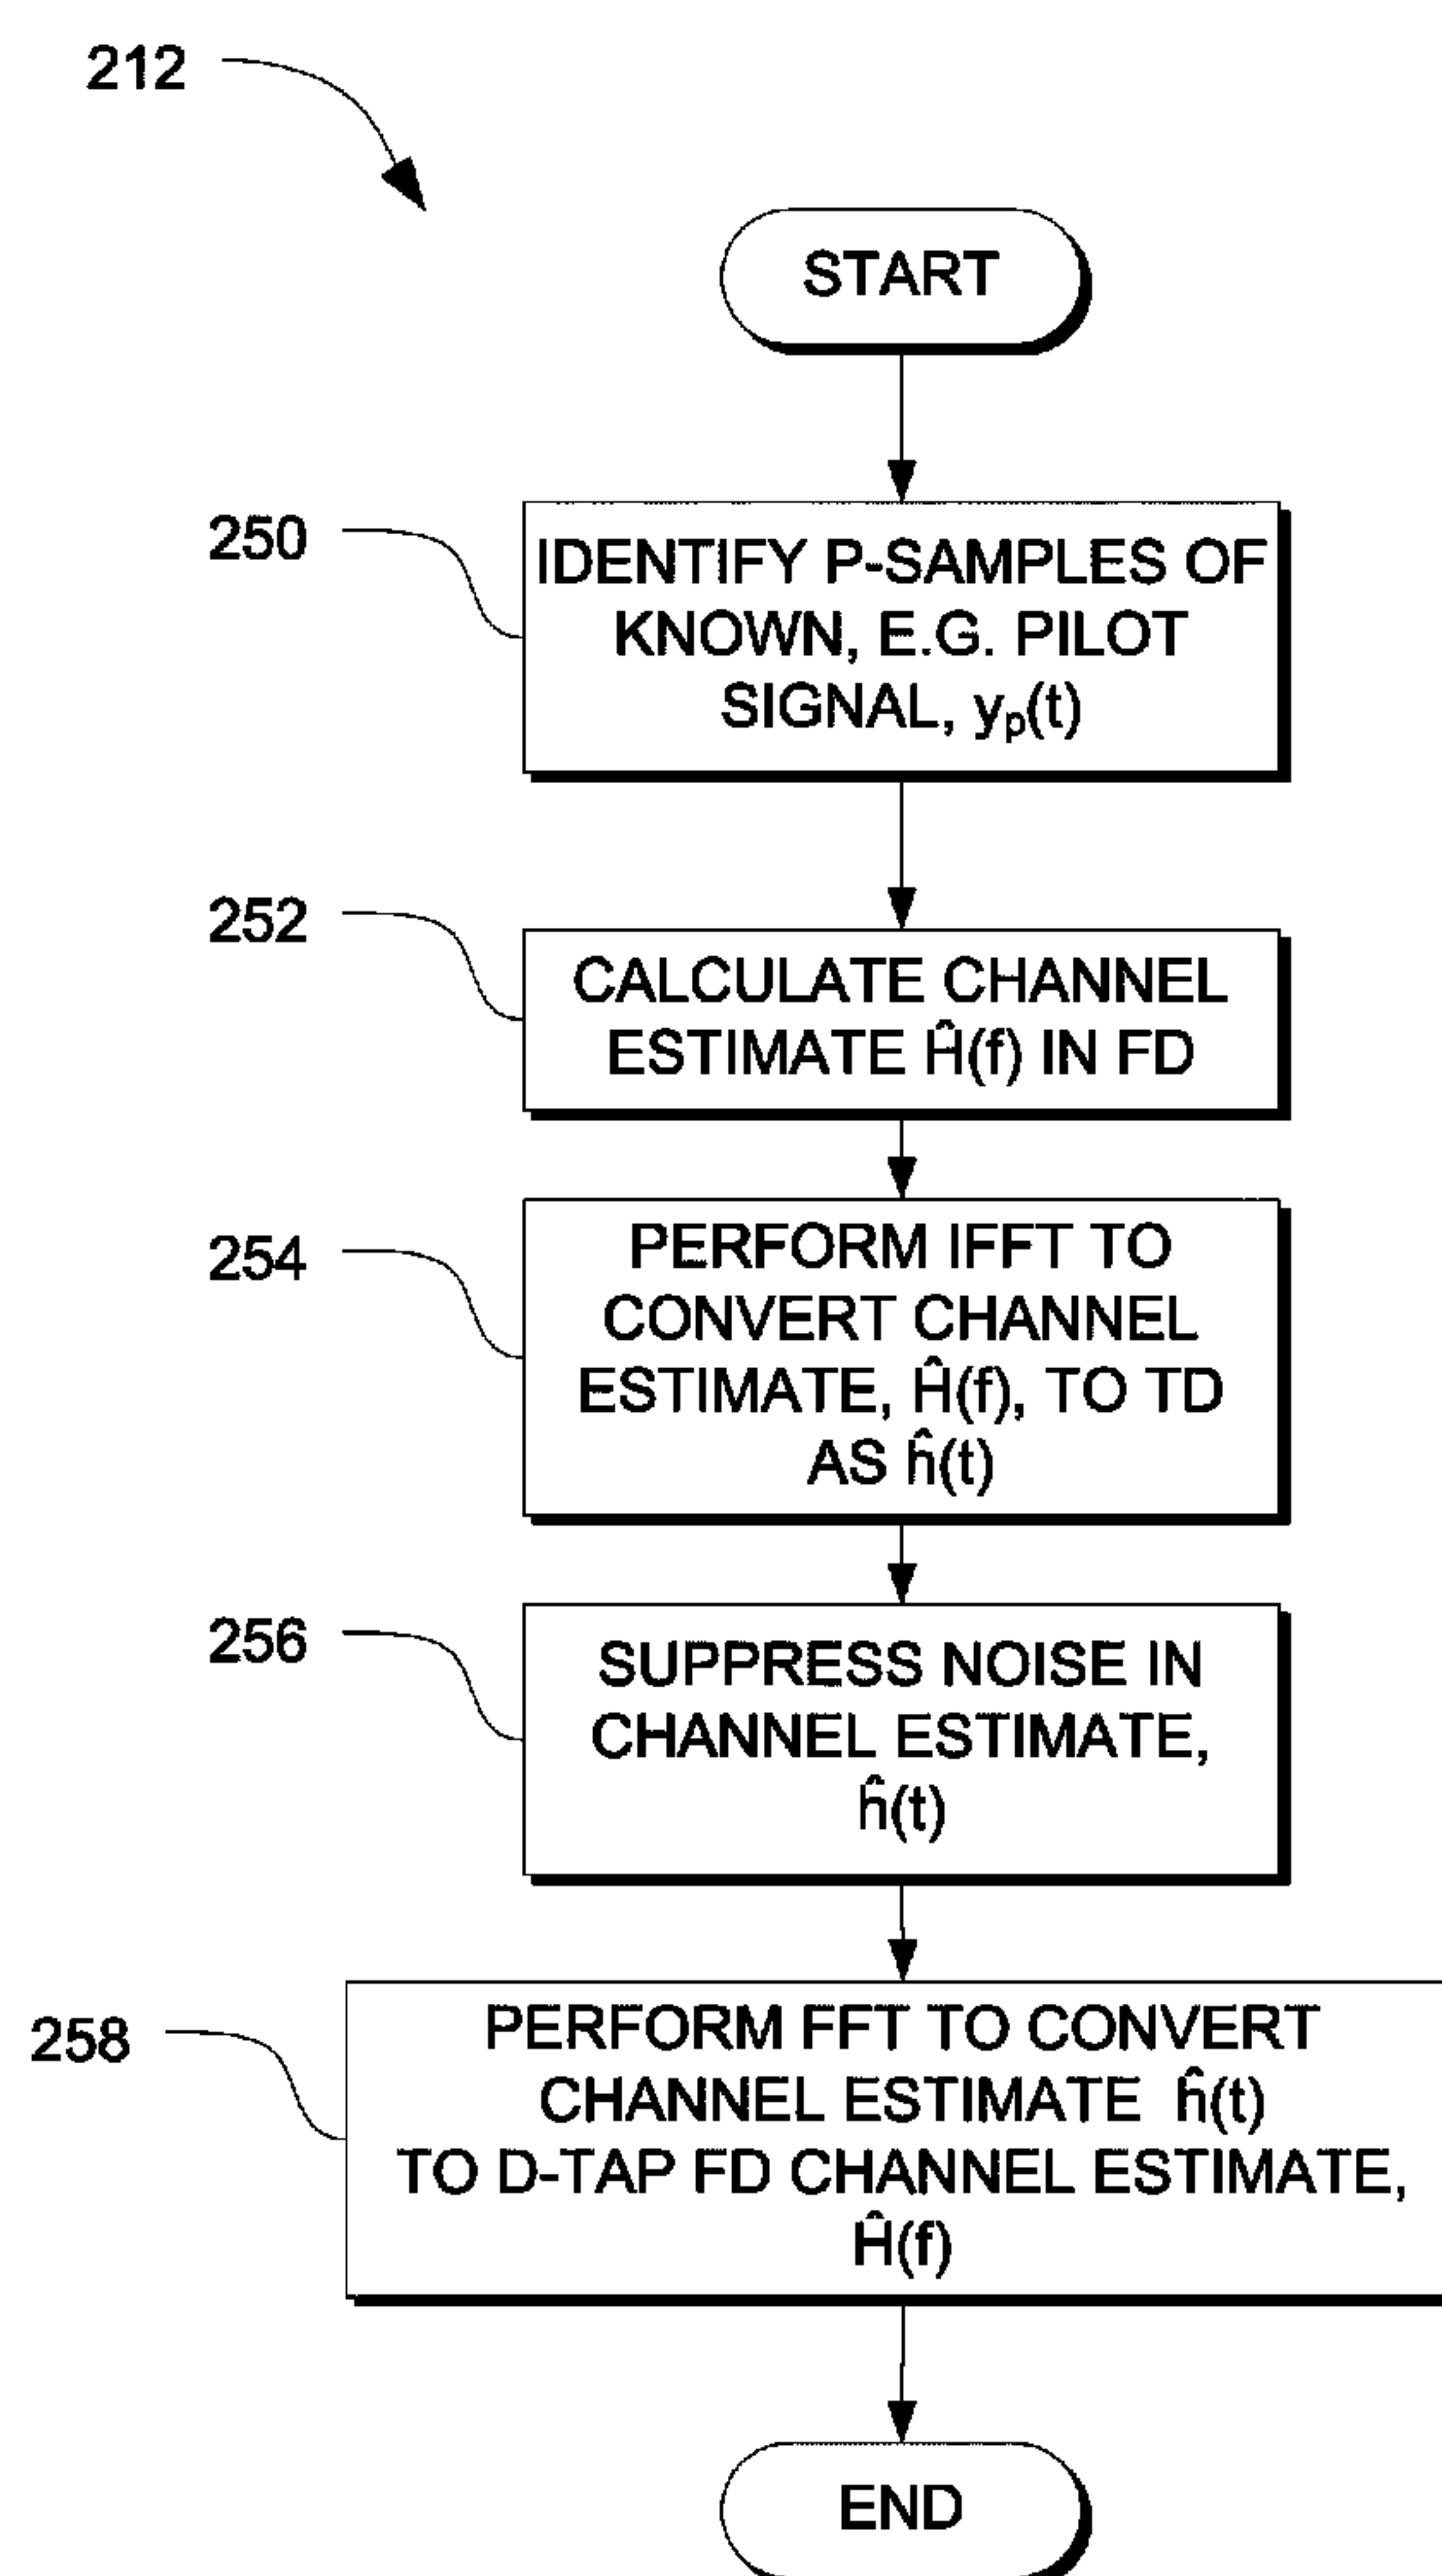 212
START
250
IDENTIFY P-SAMPLES OF
KNOWN, E.G. PILOT
SIGNAL, yₚ(t)
252
CALCULATE CHANNEL
ESTIMATE Ĥ(f) IN FD
254
PERFORM IFFT TO
CONVERT CHANNEL
ESTIMATE, Ĥ(f), TO TD
AS ĥ(t)
256
SUPPRESS NOISE IN
CHANNEL ESTIMATE,
ĥ(t)
258
PERFORM FFT TO CONVERT
CHANNEL ESTIMATE ĥ(t)
TO D-TAP FD CHANNEL ESTIMATE,
Ĥ(f)
END